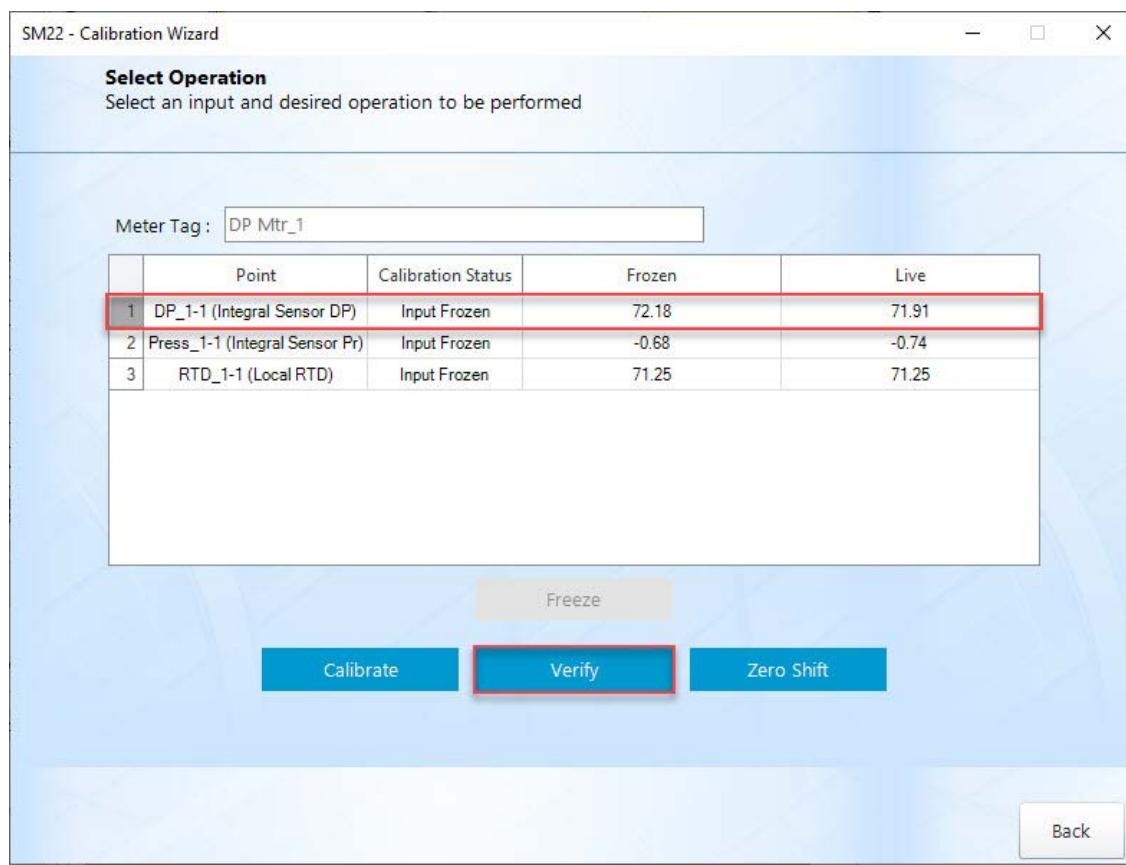 SM22 - Calibration Wizard
Select Operation
Select an input and desired operation to be performed
Meter Tag : DP Mtr_1
Point Calibration Status Frozen Live
1 DP_1-1 (Integral Sensor DP) Input Frozen 72.18 71.91
2 Press_1-1 (Integral Sensor Pr) Input Frozen -0.68 -0.74
3 RTD_1-1 (Local RTD) Input Frozen 71.25 71.25
Freeze
Calibrate Verify Zero Shift
Back